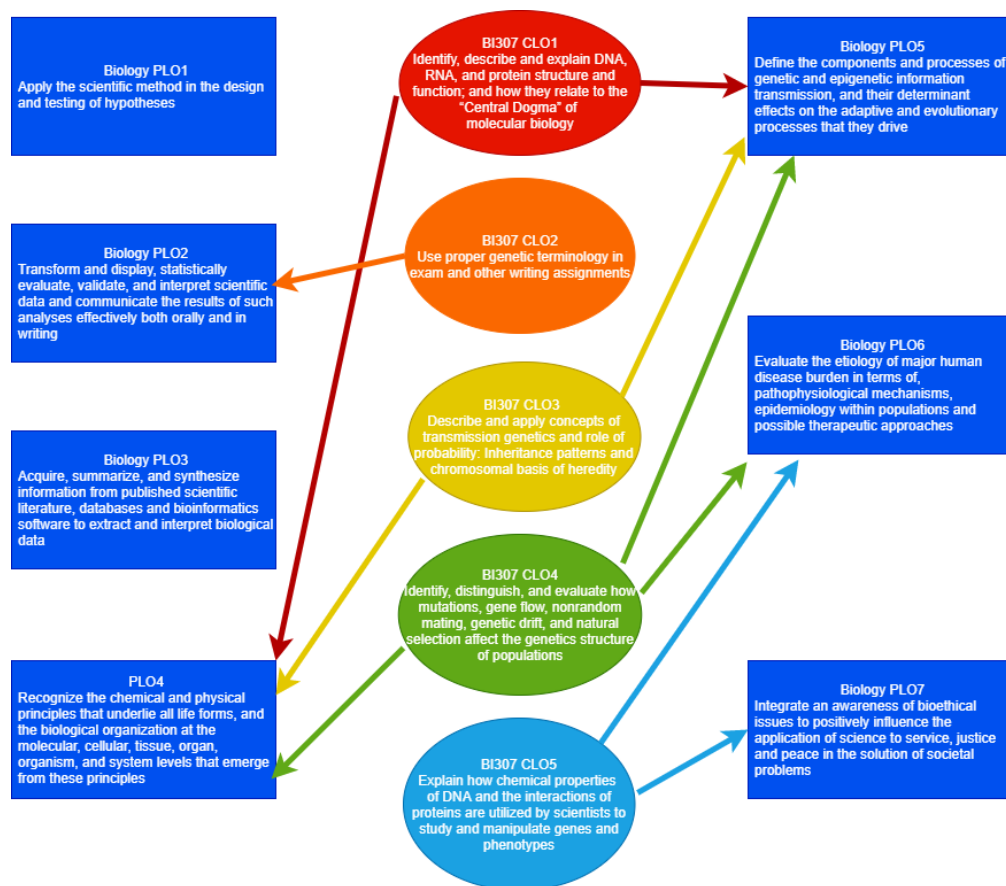 Biology PLO1
Apply the scientific method in the design
and testing of hypotheses
Biology PLO2
Transform and display, statistically
evaluate, validate, and interpret scientific
data and communicate the results of such
analyses effectively both orally and in
writing
Biology PLO3
Acquire, summarize, and synthesize
information from published scientific
literature, databases and bioinformatics
software to extract and interpret biological
data
PLO4
Recognize the chemical and physical
principles that underlie all life forms, and
the biological organization at the
molecular, cellular, tissue, organ,
organism, and system levels that emerge
from these principles
BI307 CLO1
Identify, describe and explain DNA,
RNA, and protein structure and
function; and how they relate to the
"Central Dogma" of
molecular biology
BI307 CLO2
Use proper genetic terminology in
exam and other writing assignments
BI307 CLO3
Describe and apply concepts of
transmission genetics and role of
probability: Inheritance patterns and
chromosomal basis of heredity
BI307 CLO4
Identify, distinguish, and evaluate how
mutations, gene flow, nonrandom
mating, genetic drift, and natural
selection affect the genetics structure
of populations
BI307 CLO5
Explain how chemical properties
of DNA and the interactions of
proteins are utilized by scientists to
study and manipulate genes and
phenotypes
Biology PLO5
Define the components and processes of
genetic and epigenetic information
transmission, and their determinant
effects on the adaptive and evolutionary
processes that they drive
Biology PLO6
Evaluate the etiology of major human
disease burden in terms of,
pathophysiological mechanisms,
epidemiology within populations and
possible therapeutic approaches
Biology PLO7
Integrate an awareness of bioethical
issues to positively influence the
application of science to service, justice
and peace in the solution of societal
problems